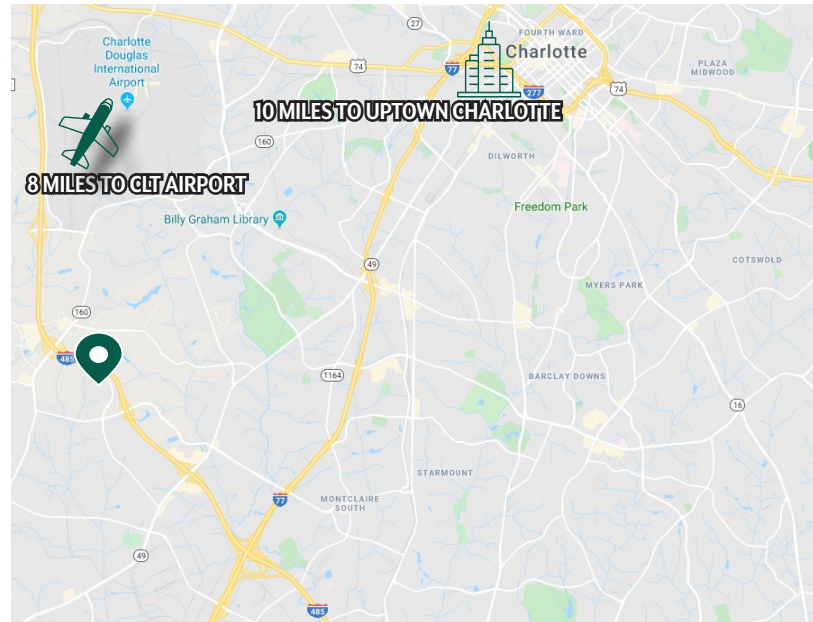 27
FOURTH WARD
Charlotte
Charlotte
Douglas
International
Airport
74
77
PLAZA
MIDWOOD
277
74
10 MILES TO UPTOWN CHARLOTTE
160
DILWORTH
8 MILES TO CLT AIRPORT
Freedom Park
Billy Graham Library
49
COTSWOLD
MYERS PARK
160
485
1164
BARCLAY DOWNS
16
STARMOUNT
77
MONTCLAIRE
SOUTH
49
485